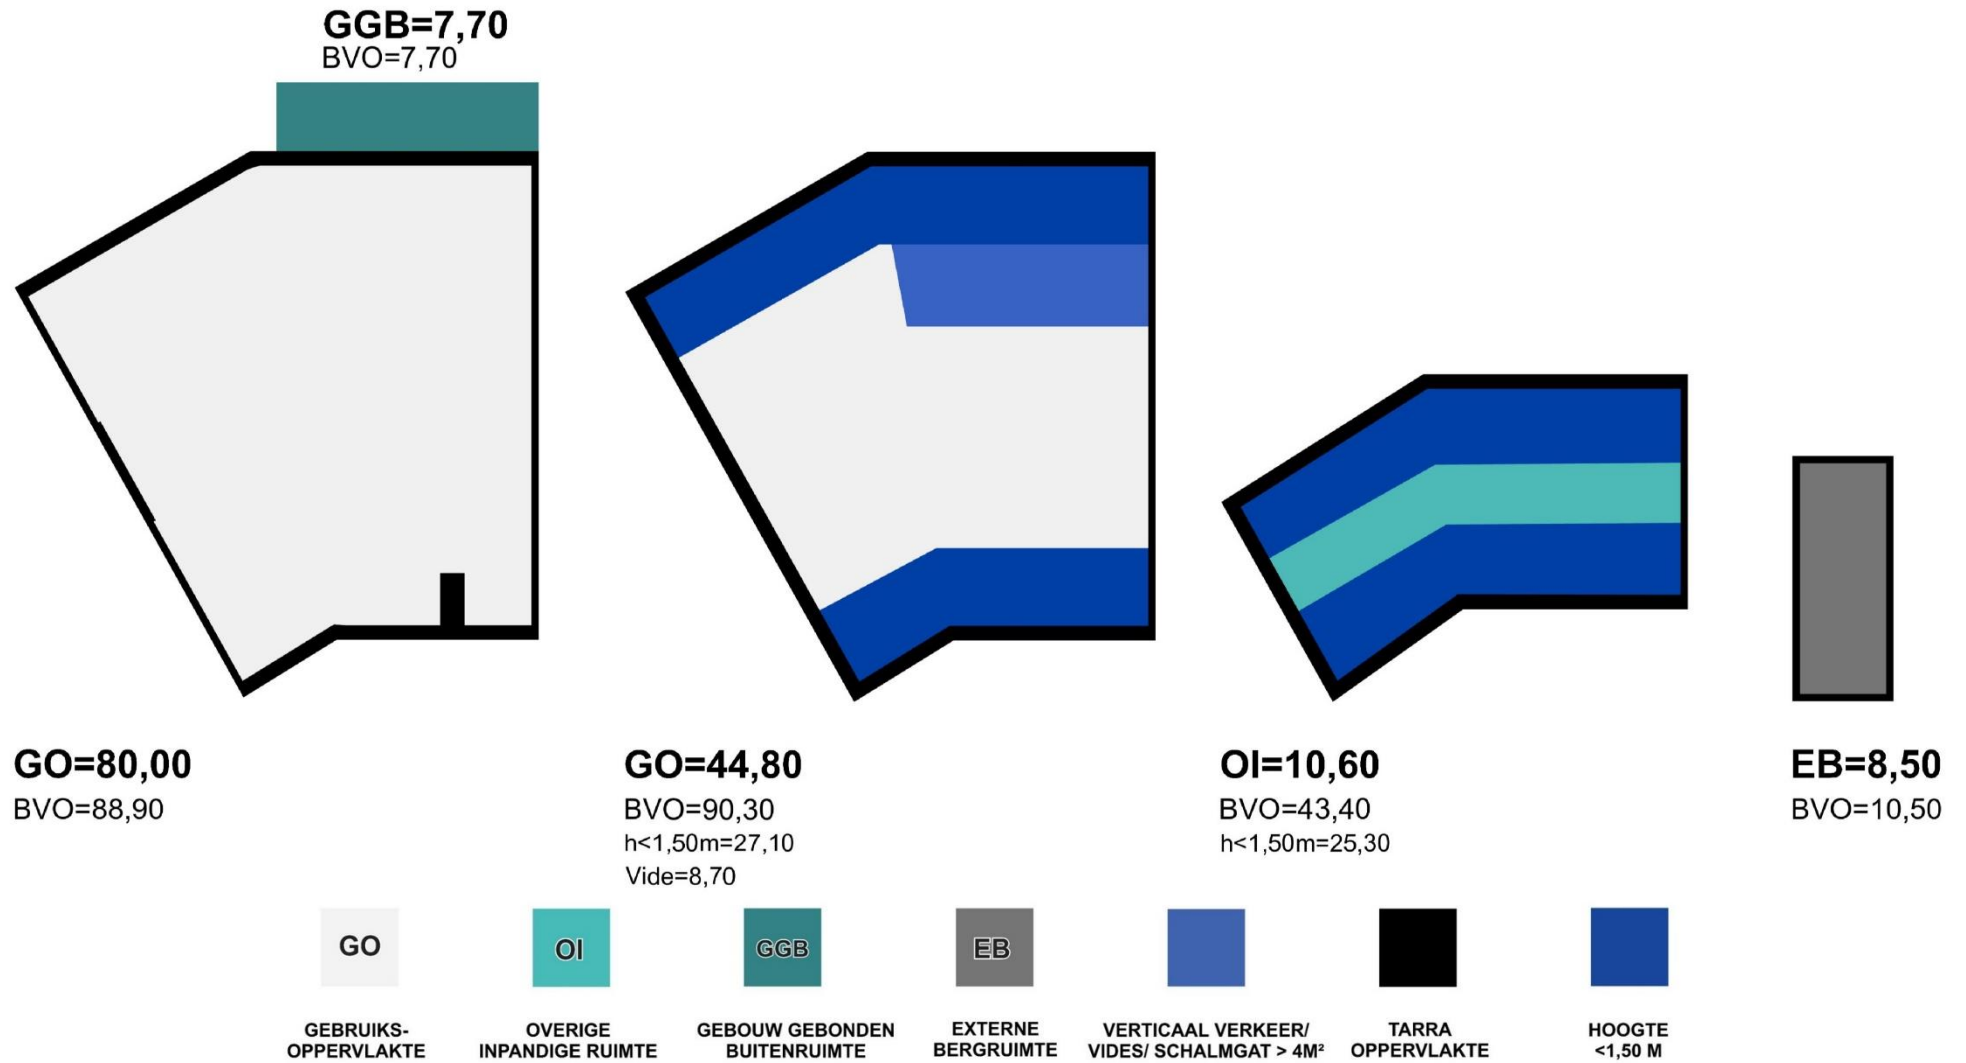 GGB=7,70
BVO=7,70
GO=80,00
BVO=88,90
GO=44,80
BVO=90,30
h<1,50m=27,10
Vide=8,70
OI=10,60
BVO=43,40
h<1,50m=25,30
EB=8,50
BVO=10,50
GO
OI
GGB
EB
GEBRUIKS-
OPPERVLAKTE
OVERIGE
INPANDIGE RUIMTE
GEBOUW GEBONDEN
BUITENRUIMTE
EXTERNE
BERGRUIMTE
VERTICAAL VERKEER/
VIDES/ SCHALMGAT > 4M²
TARRA
OPPERVLAKTE
HOOGTE
<1,50 M